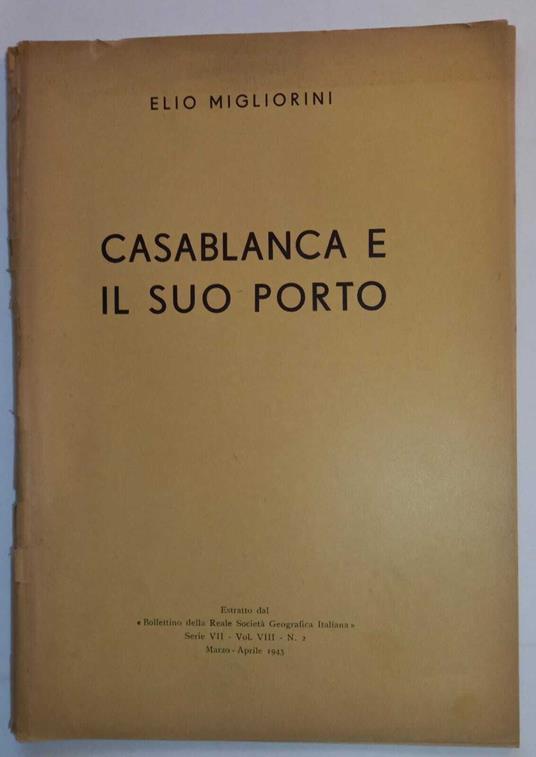 ELIO MIGLIORINI
CASABLANCA E
IL SUO PORTO
Estratto dal
« Bollettino della Reale Società Geografica Italiana »
Serie VII - Vol. VIII - N. 2
Marzo - Aprile 1943